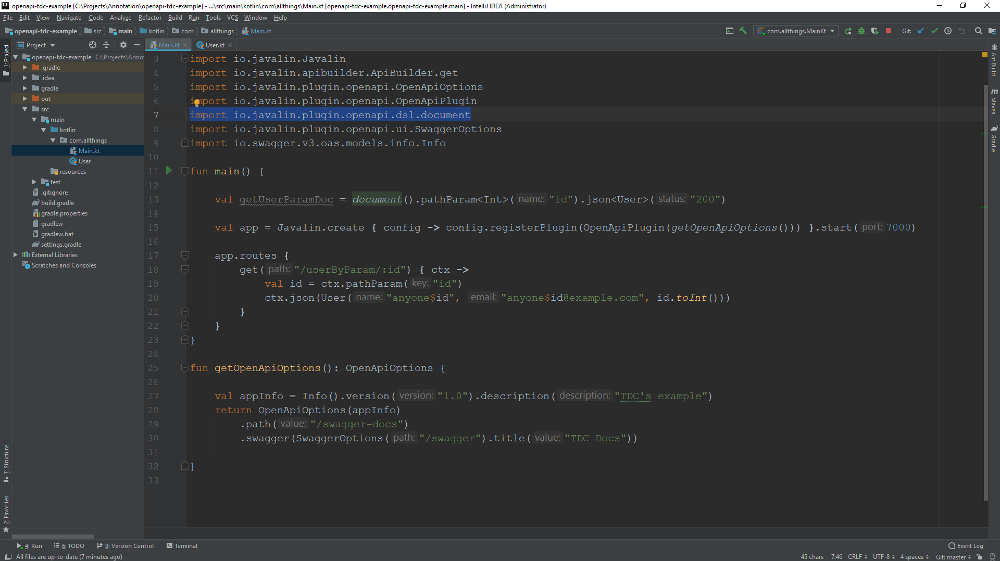 openapi-tdc-example [C:\Projects\Annotation\openapi-tdc-example] - ...\src\main\kotlin\com\allthings\Main.kt [openapi-tdc-example.openapi-tdc-example.main] - IntelliJ IDEA (Administrator)
File Edit View Navigate Code Analyze Refactor Build Run Tools VCS Window Help
openapi-tdc-example src main kotlin com allthings Main.kt com.allthings.MainKt Git:
Project Main.kt User.kt
1: Project
7: Structure
2: Favorites
openapi-tdc-example C:\Projects\Annot
.gradle
.idea
gradle
out
src
main
kotlin
com.allthings
Main.kt
User
resources
test
.gitignore
build.gradle
gradle.properties
gradlew
gradlew.bat
settings.gradle
External Libraries
Scratches and Consoles
3 import io.javalin.Javalin
4 import io.javalin.apibuilder.ApiBuilder.get
5 import io.javalin.plugin.openapi.OpenApiOptions
6 import io.javalin.plugin.openapi.OpenApiPlugin
7 import io.javalin.plugin.openapi.dsl.document
8 import io.javalin.plugin.openapi.ui.SwaggerOptions
9 import io.swagger.v3.oas.models.info.Info
10
11 fun main() {
12
13 val getUserParamDoc = document().pathParam<Int>( name: "id").json<User>( status: "200")
14
15 val app = Javalin.create { config -> config.registerPlugin(OpenApiPlugin(getOpenApiOptions())) }.start( port: 7000)
16
17 app.routes {
18 get( path: "/userByParam/:id") { ctx ->
19 val id = ctx.pathParam( key: "id")
20 ctx.json(User( name: "anyone$id", email: "anyone$id@example.com", id.toInt()))
21 }
22 }
23 }
24
25 fun getOpenApiOptions(): OpenApiOptions {
26
27 val appInfo = Info().version( version: "1.0").description( description: "TDC's example")
28 return OpenApiOptions(appInfo)
29 .path( value: "/swagger-docs")
30 .swagger(SwaggerOptions( path: "/swagger").title( value: "TDC Docs"))
31
32 }
33
Ant Build
Maven
Gradle
4: Run 6: TODO 9: Version Control Terminal Event Log
All files are up-to-date (7 minutes ago) 45 chars 7:46 CRLF UTF-8 4 spaces Git: master